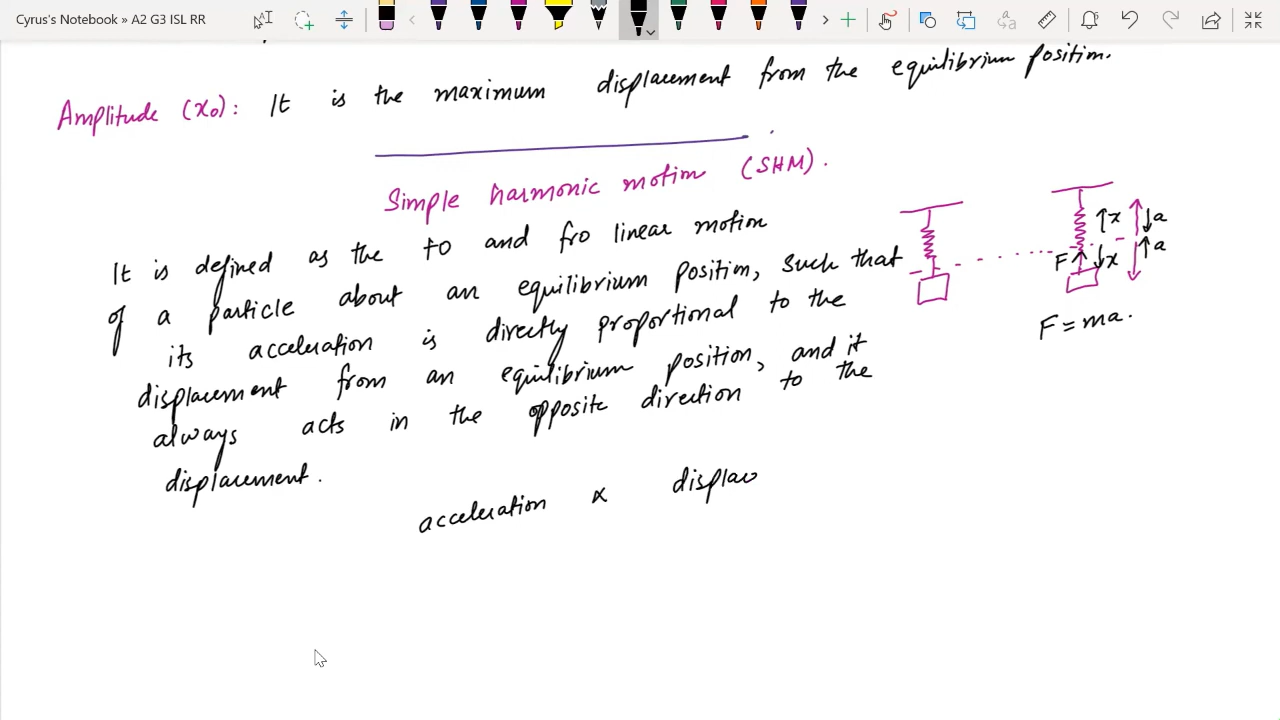 Cyrus's Notebook » A2 G3 ISL RR
Amplitude (x₀): It is the maximum displacement from the equilibrium position.
Simple harmonic motion (SHM).
It is defined as the to and fro linear motion
of a particle about an equilibrium position, such that
its acceleration is directly proportional to the
displacement from an equilibrium position, and it
always acts in the opposite direction to the
displacement.
acceleration ∝ displac
↑x ↓a
F ↑ ↓x ↑a
F = ma.